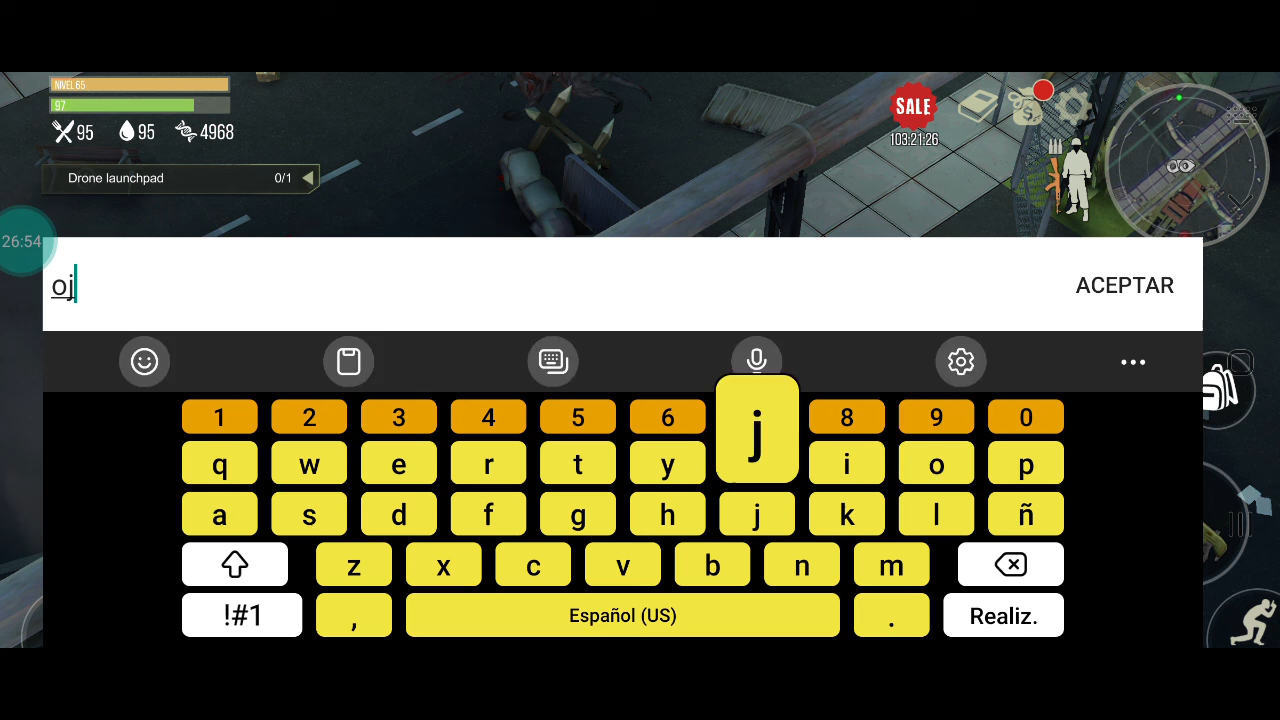 NIVEL 65
97
95 95 4968
SALE
103:21:26
Drone launchpad 0/1
26:54
oj ACEPTAR
1 2 3 4 5 6 j 8 9 0
q w e r t y i o p
a s d f g h j k l ñ
z x c v b n m
!#1 , Español (US) . Realiz.